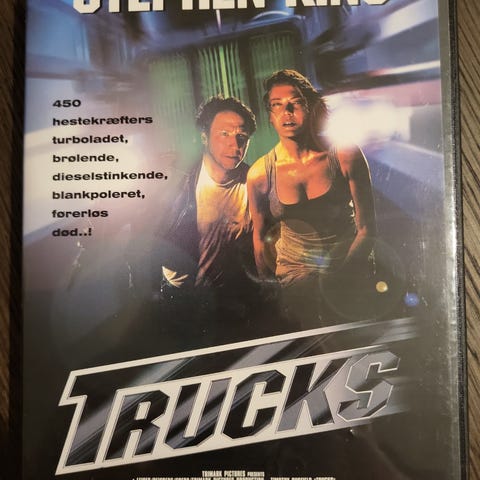 STEPHEN KING
450
hestekræfters
turboladet,
brølende,
dieselstinkende,
blankpoleret,
førerløs
død..!
TRUCKS
TRIMARK PICTURES PRESENTS